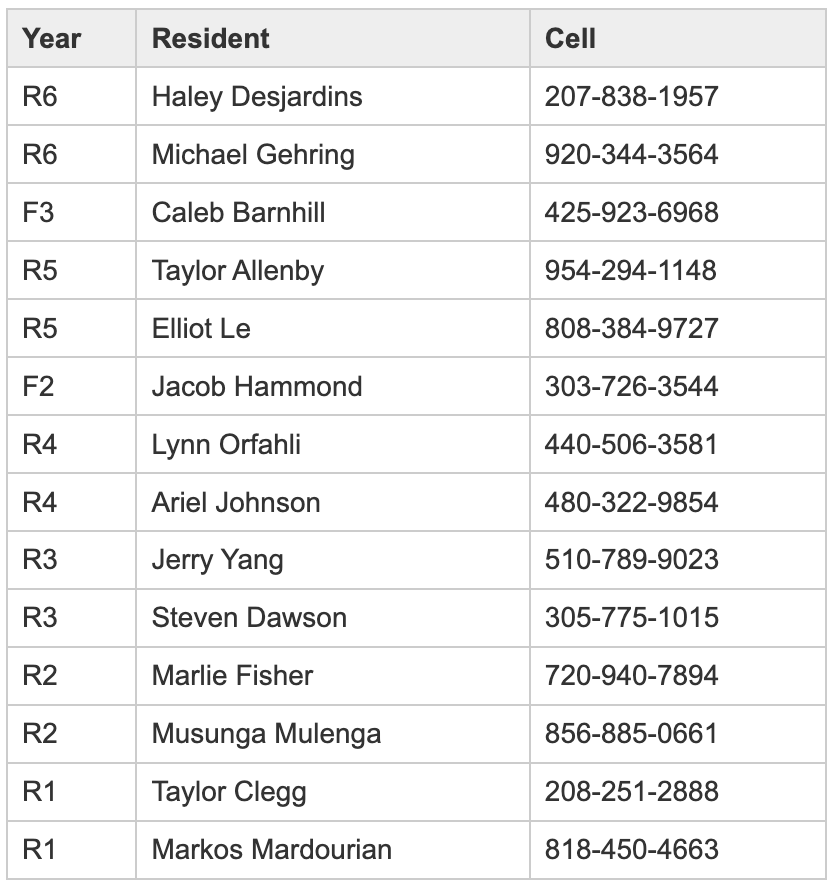 Year Resident Cell
R6 Haley Desjardins 207-838-1957
R6 Michael Gehring 920-344-3564
F3 Caleb Barnhill 425-923-6968
R5 Taylor Allenby 954-294-1148
R5 Elliot Le 808-384-9727
F2 Jacob Hammond 303-726-3544
R4 Lynn Orfahli 440-506-3581
R4 Ariel Johnson 480-322-9854
R3 Jerry Yang 510-789-9023
R3 Steven Dawson 305-775-1015
R2 Marlie Fisher 720-940-7894
R2 Musunga Mulenga 856-885-0661
R1 Taylor Clegg 208-251-2888
R1 Markos Mardourian 818-450-4663